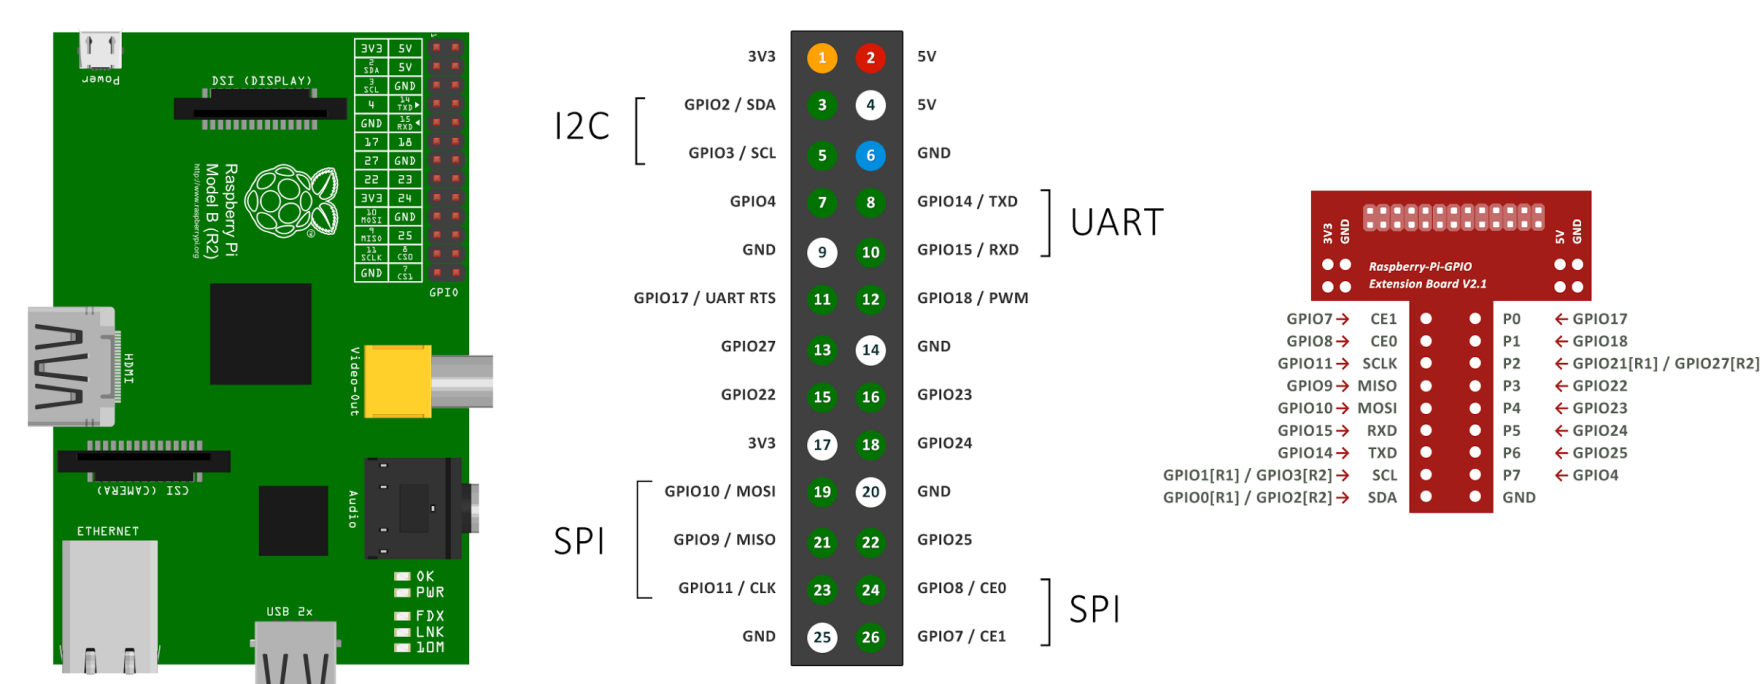 Power
DSI (DISPLAY)
1
3V3 5V
2 SDA 5V
3 SCL GND
4 14 TXD
GND 15 RXD
17 18
27 GND
22 23
3V3 24
10 MOSI GND
9 MISO 25
11 SCLK 8 CS0
GND 7 CS1
GPIO
Raspberry Pi
Model B (R2)
http://www.raspberrypi.org
®
HDMI
Video-Out
CSI (CAMERA)
Audio
ETHERNET
USB 2x
OK
PWR
FDX
LNK
10M
3V3 1 2 5V
GPIO2 / SDA 3 4 5V
I2C
GPIO3 / SCL 5 6 GND
GPIO4 7 8 GPIO14 / TXD
UART
GND 9 10 GPIO15 / RXD
GPIO17 / UART RTS 11 12 GPIO18 / PWM
GPIO27 13 14 GND
GPIO22 15 16 GPIO23
3V3 17 18 GPIO24
GPIO10 / MOSI 19 20 GND
SPI
GPIO9 / MISO 21 22 GPIO25
GPIO11 / CLK 23 24 GPIO8 / CE0
SPI
GND 25 26 GPIO7 / CE1
3V3
GND
5V
GND
Raspberry-Pi-GPIO
Extension Board V2.1
GPIO7→ CE1 P0 ←GPIO17
GPIO8→ CE0 P1 ←GPIO18
GPIO11→ SCLK P2 ←GPIO21[R1] / GPIO27[R2]
GPIO9→ MISO P3 ←GPIO22
GPIO10→ MOSI P4 ←GPIO23
GPIO15→ RXD P5 ←GPIO24
GPIO14→ TXD P6 ←GPIO25
GPIO1[R1] / GPIO3[R2]→ SCL P7 ←GPIO4
GPIO0[R1] / GPIO2[R2]→ SDA GND